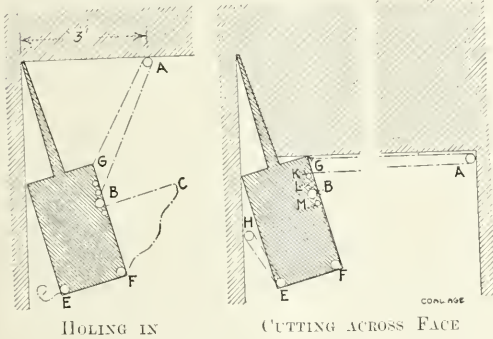 3'
A
G
B
C
F
E
HOLING IN
G
K
L
B
M
A
H
F
E
COAL AGE
CUTTING ACROSS FACE